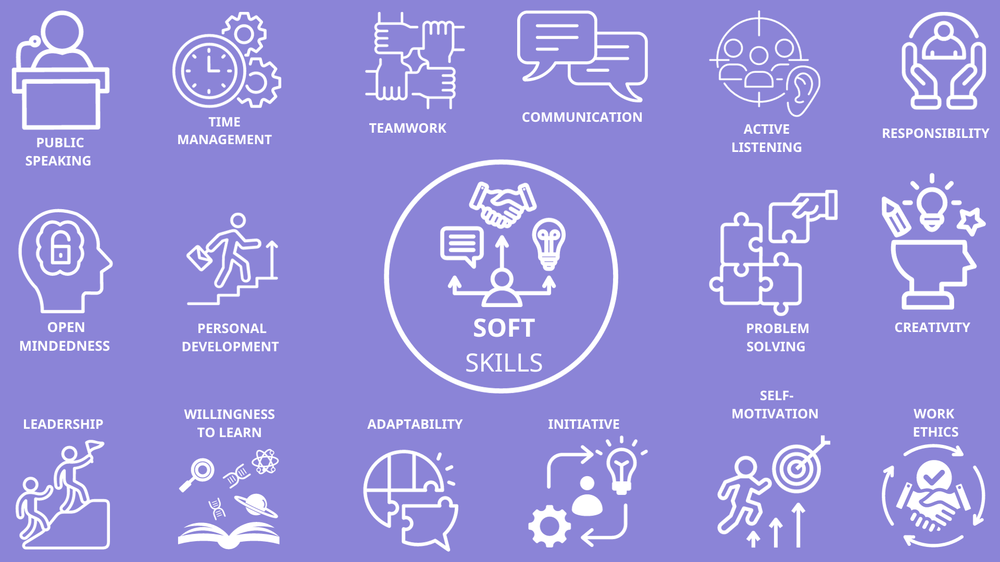 PUBLIC
SPEAKING
TIME
MANAGEMENT
TEAMWORK
COMMUNICATION
ACTIVE
LISTENING
RESPONSIBILITY
OPEN
MINDEDNESS
PERSONAL
DEVELOPMENT
SOFT
SKILLS
PROBLEM
SOLVING
CREATIVITY
LEADERSHIP
WILLINGNESS
TO LEARN
ADAPTABILITY
INITIATIVE
SELF-
MOTIVATION
WORK
ETHICS